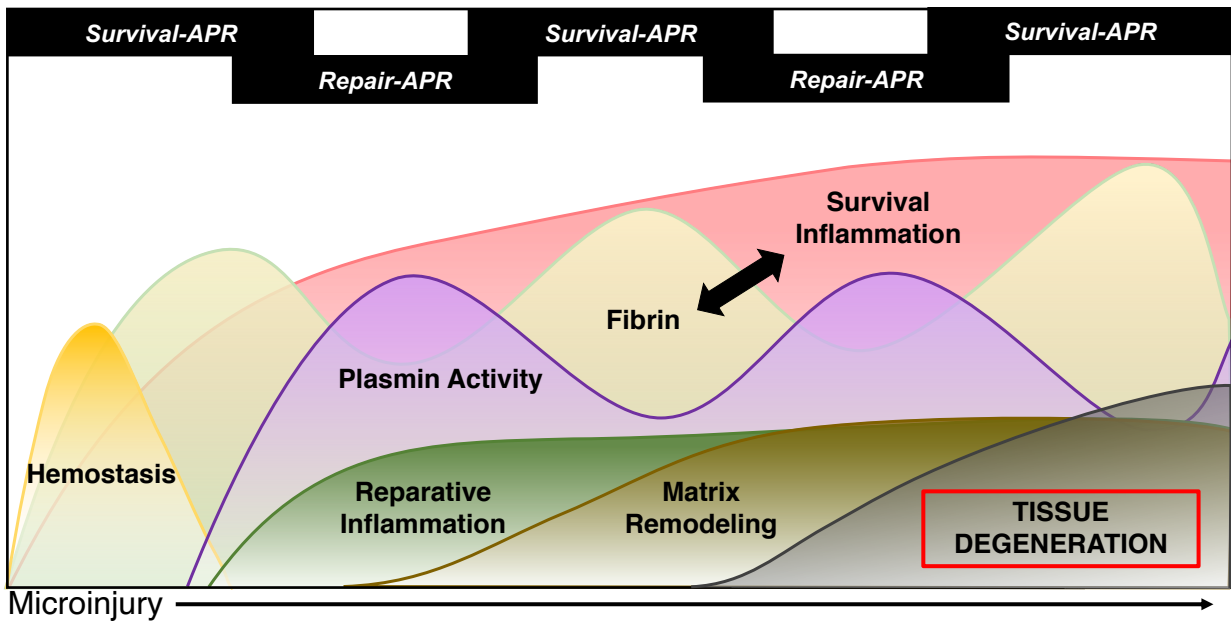 Survival-APR
Survival-APR
Survival-APR
Repair-APR
Repair-APR
Survival
Inflammation
Fibrin
Plasmin Activity
Hemostasis
Reparative
Inflammation
Matrix
Remodeling
TISSUE
DEGENERATION
Microinjury